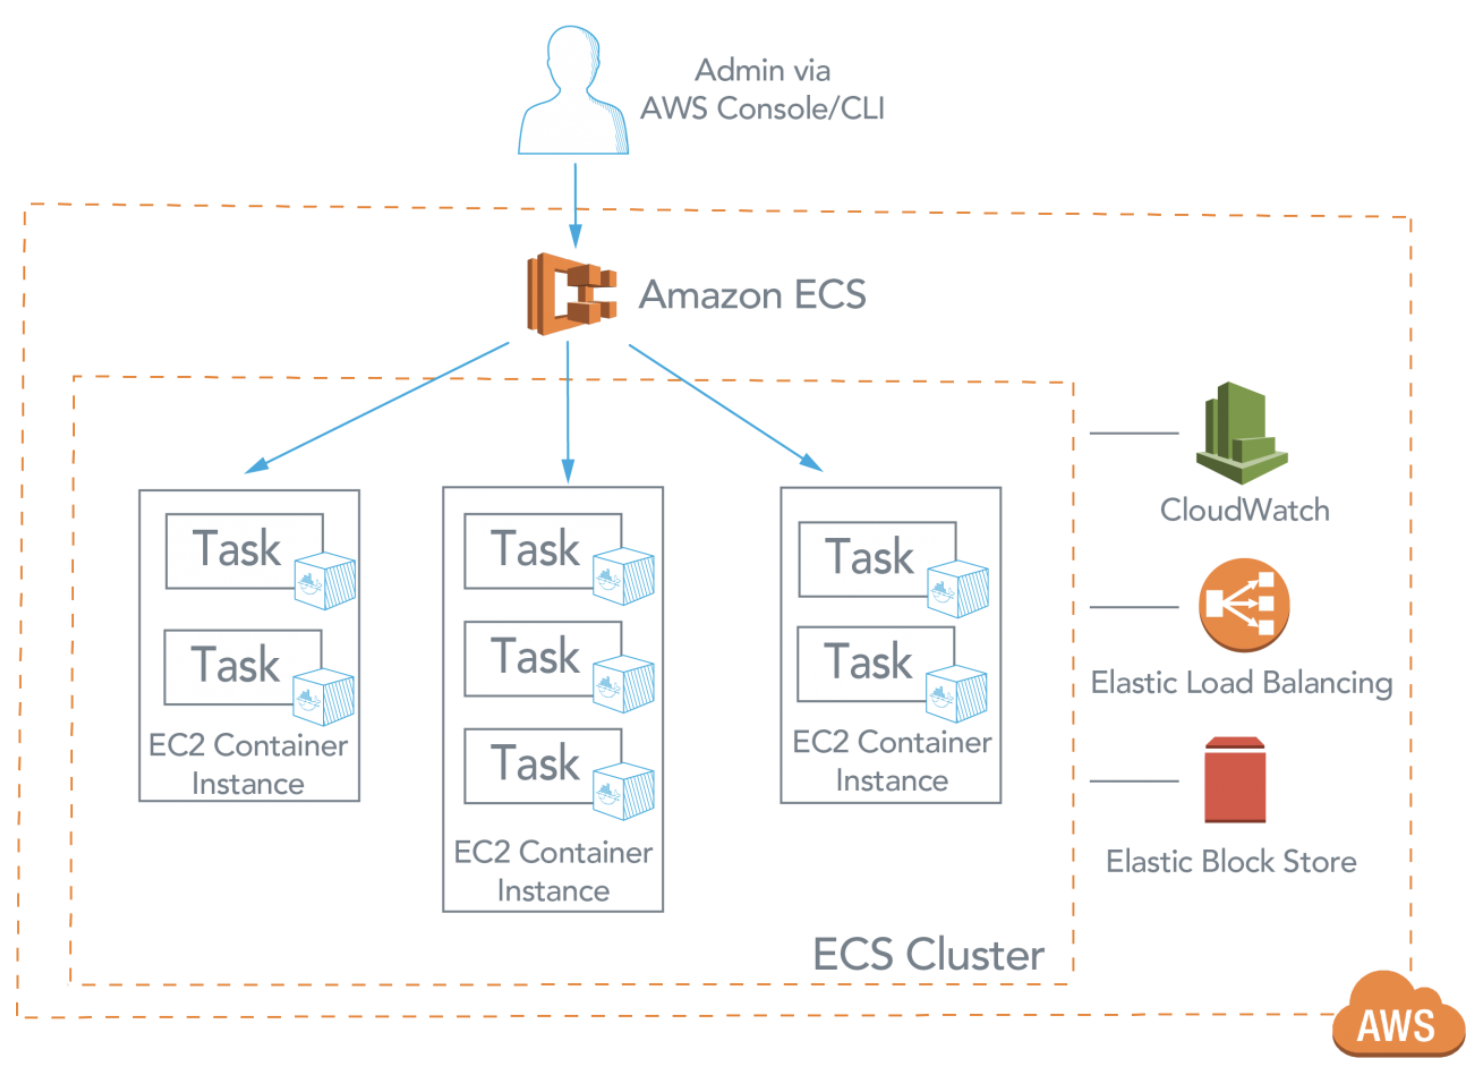 Admin via
AWS Console/CLI
Amazon ECS
Task
Task
EC2 Container
Instance
Task
Task
Task
EC2 Container
Instance
Task
Task
EC2 Container
Instance
ECS Cluster
CloudWatch
Elastic Load Balancing
Elastic Block Store
AWS